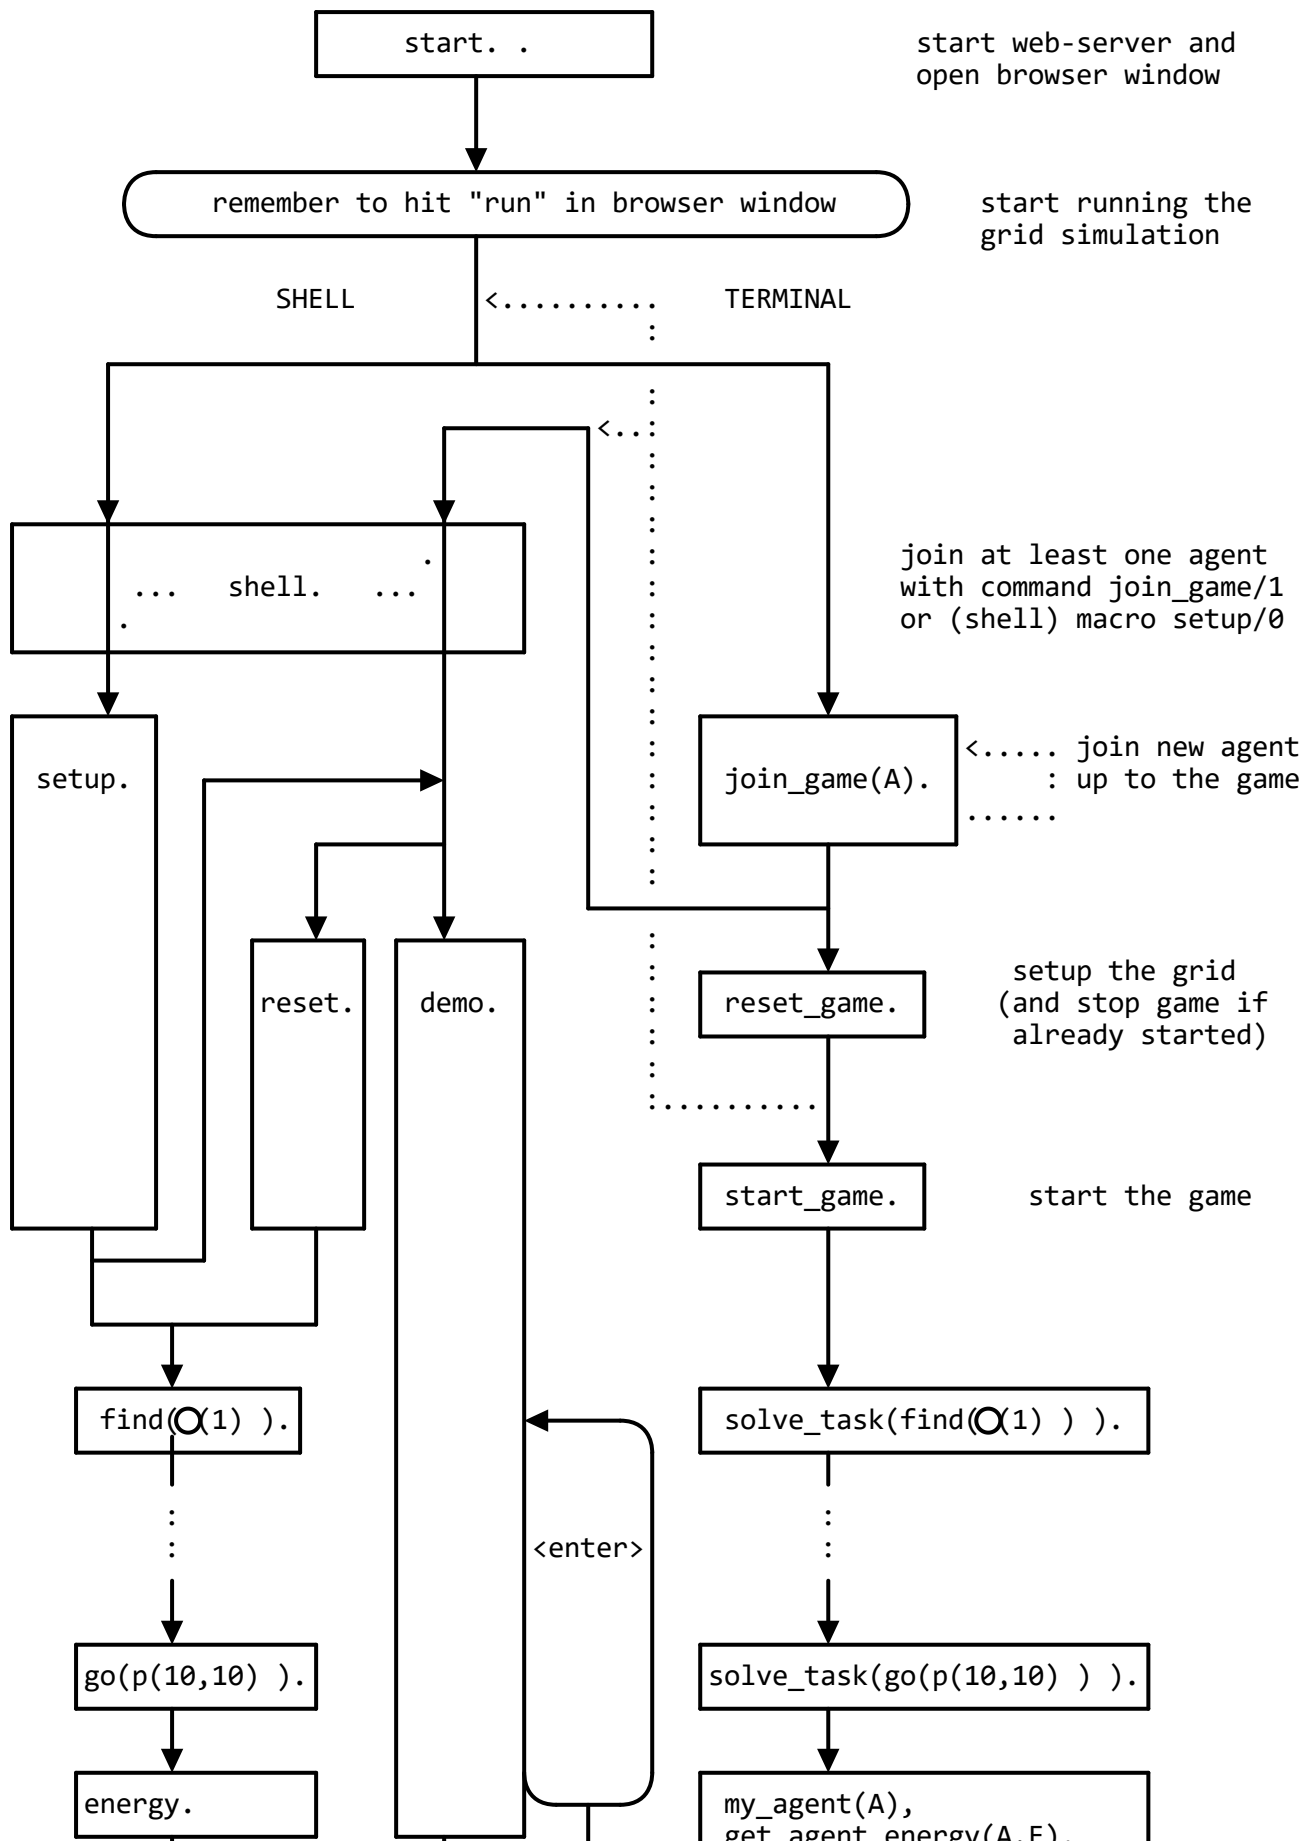 start. .
start web-server and
open browser window
remember to hit "run" in browser window
start running the
grid simulation
SHELL
<..........
TERMINAL
<..:
... shell. ...
join at least one agent
with command join_game/1
or (shell) macro setup/0
setup.
join_game(A).
<..... join new agent
: up to the game
......
reset.
demo.
reset_game.
setup the grid
(and stop game if
already started)
:..........
start_game.
start the game
find(O(1) ).
solve_task(find(O(1) ) ).
<enter>
go(p(10,10) ).
solve_task(go(p(10,10) ) ).
energy.
my_agent(A),
get_agent_energy(A,E).